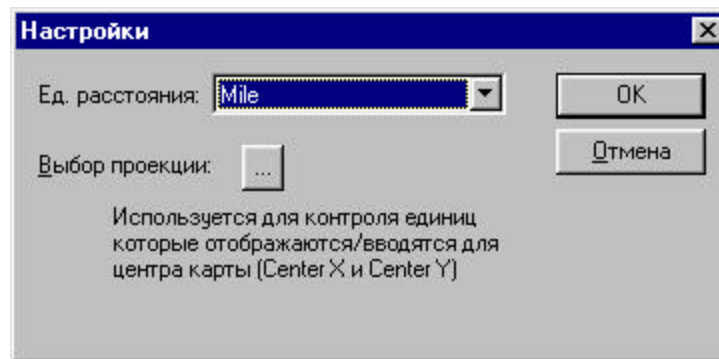 Настройки
Ед. расстояния: Mile
OK
Выбор проекции: ...
Отмена
Используется для контроля единиц
которые отображаются/вводятся для
центра карты (Center X и Center Y)